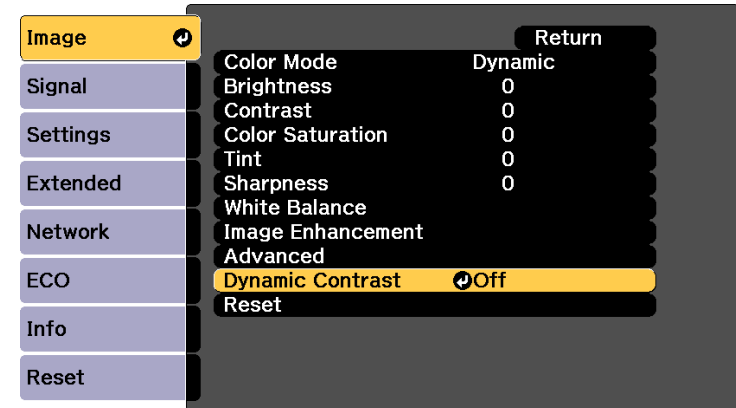 Image
Signal
Settings
Extended
Network
ECO
Info
Reset
Return
Color Mode Dynamic
Brightness 0
Contrast 0
Color Saturation 0
Tint 0
Sharpness 0
White Balance
Image Enhancement
Advanced
Dynamic Contrast Off
Reset